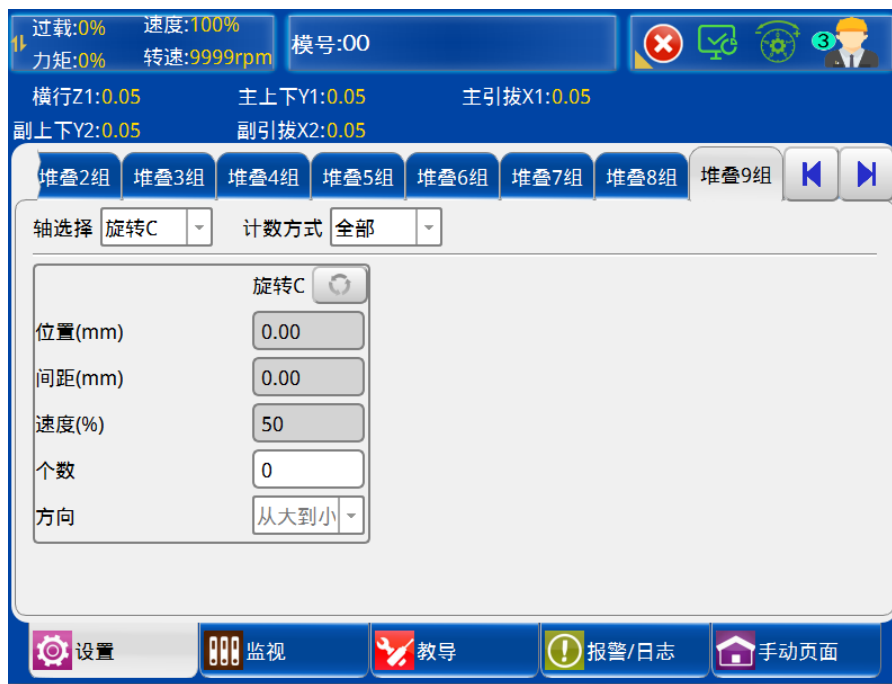 过载:0% 速度:100% 模号:00
力矩:0% 转速:9999rpm
3
横行Z1:0.05 主上下Y1:0.05 主引拔X1:0.05
副上下Y2:0.05 副引拔X2:0.05
堆叠2组 堆叠3组 堆叠4组 堆叠5组 堆叠6组 堆叠7组 堆叠8组 堆叠9组
轴选择 旋转C 计数方式 全部
旋转C
位置(mm) 0.00
间距(mm) 0.00
速度(%) 50
个数 0
方向 从大到小
设置 监视 教导 报警/日志 手动页面